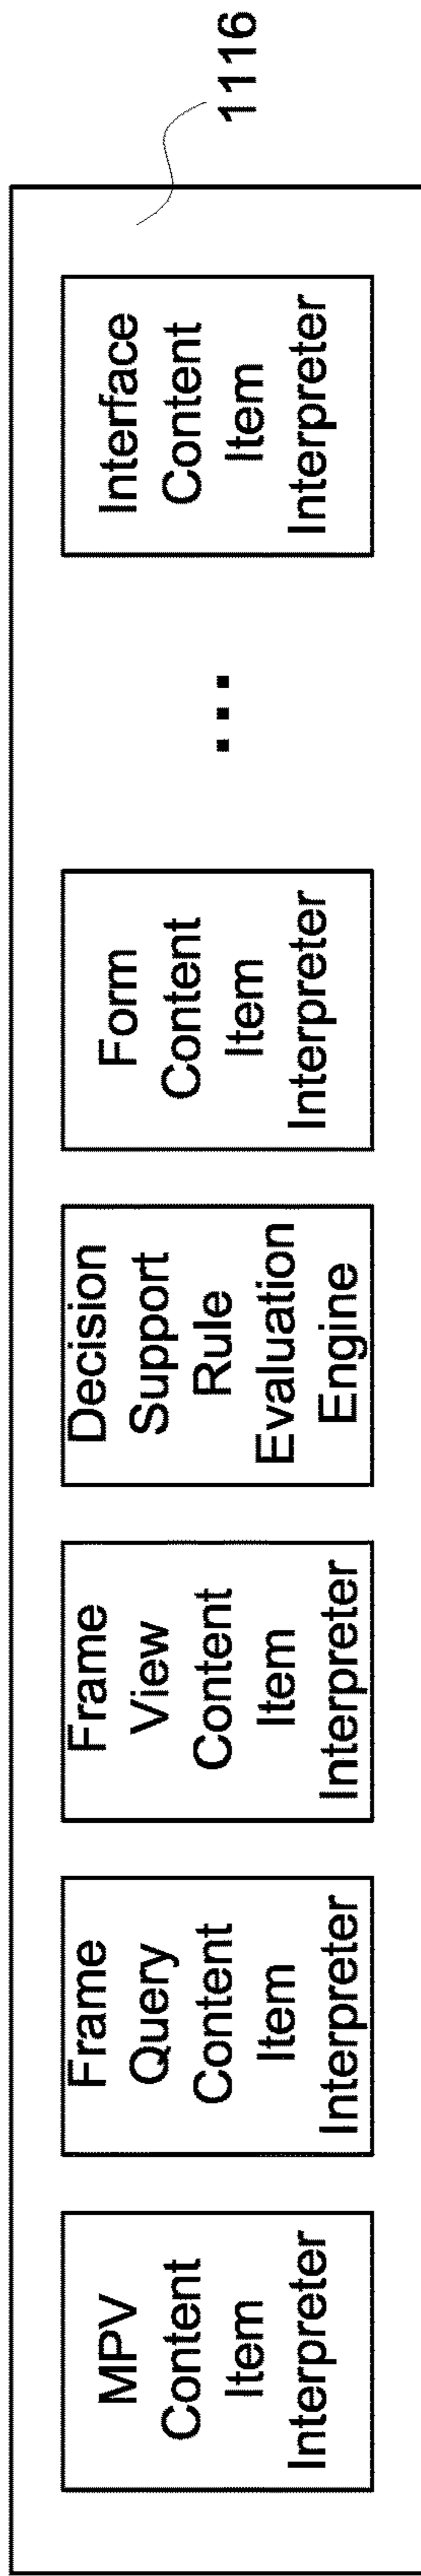 MPV
Content
Item
Interpreter
Frame
Query
Content
Item
Interpreter
Frame
View
Content
Item
Interpreter
Decision
Support
Rule
Evaluation
Engine
Form
Content
Item
Interpreter
...
Interface
Content
Item
Interpreter
1116